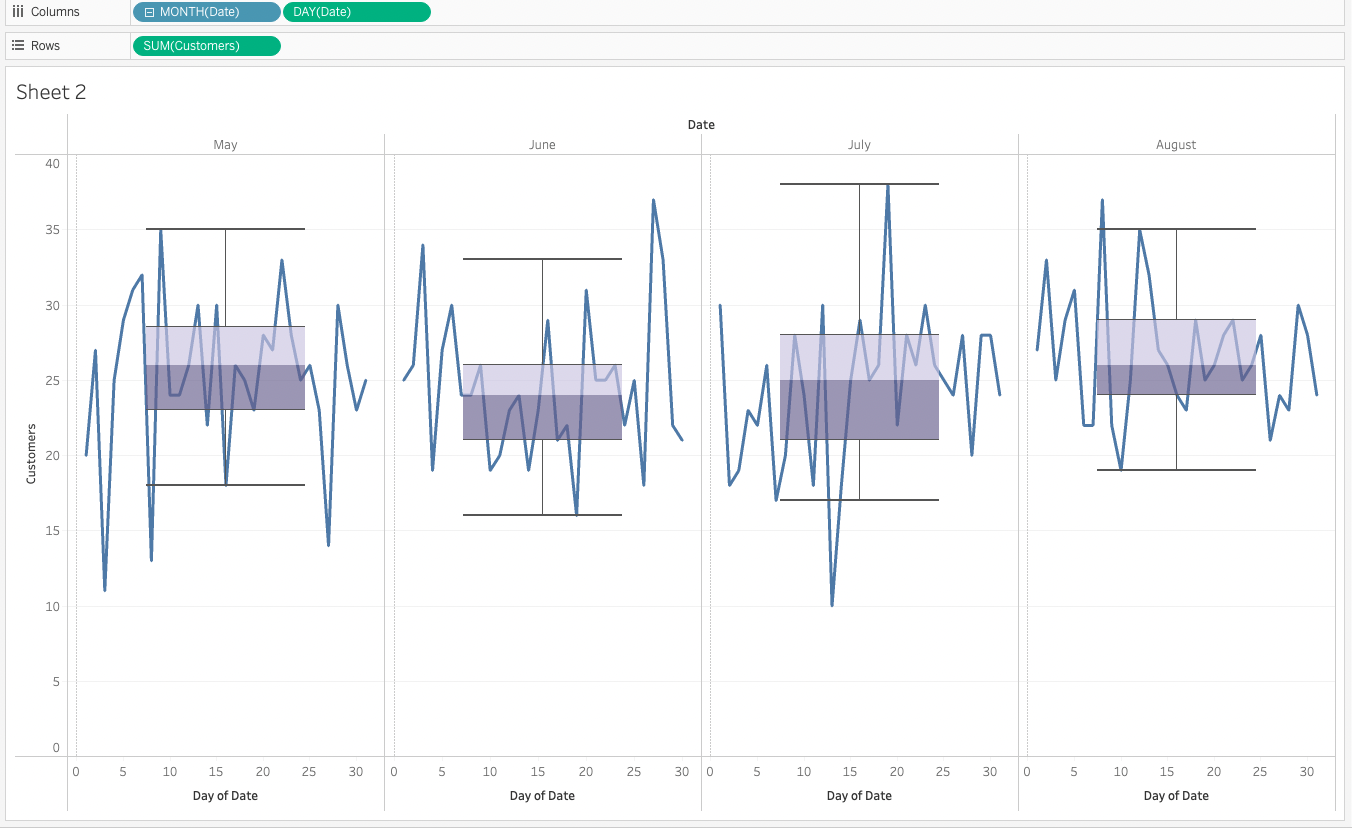 Columns MONTH(Date) DAY(Date)
Rows SUM(Customers)
Sheet 2
Date
May June July August
40
35
30
25
20
15
10
5
0
Customers
0 5 10 15 20 25 30 0 5 10 15 20 25 30 0 5 10 15 20 25 30 0 5 10 15 20 25 30
Day of Date Day of Date Day of Date Day of Date